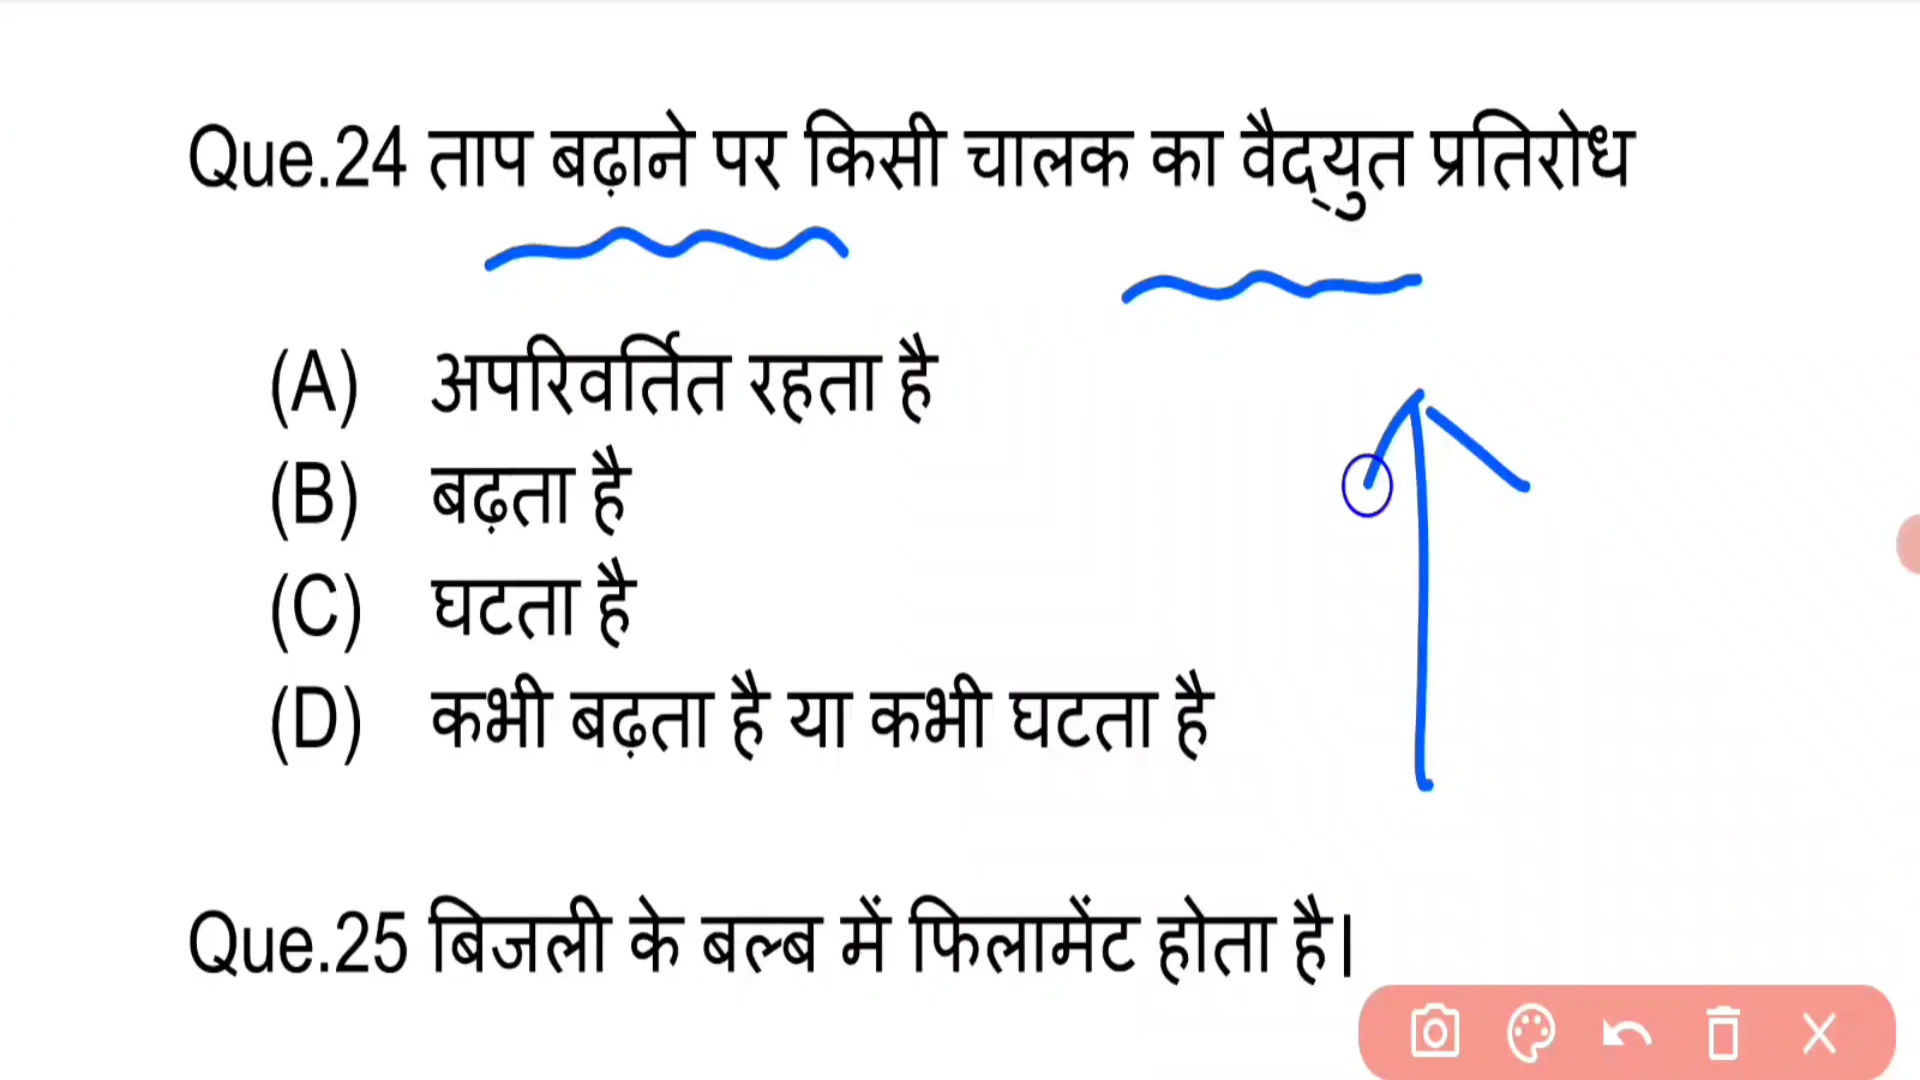 Que.24 ताप बढ़ाने पर किसी चालक का वैद्‌युत प्रतिरोध
(A) अपरिवर्तित रहता है
(B) बढ़ता है
(C) घटता है
(D) कभी बढ़ता है या कभी घटता है
Que.25 बिजली के बल्ब में फिलामेंट होता है।